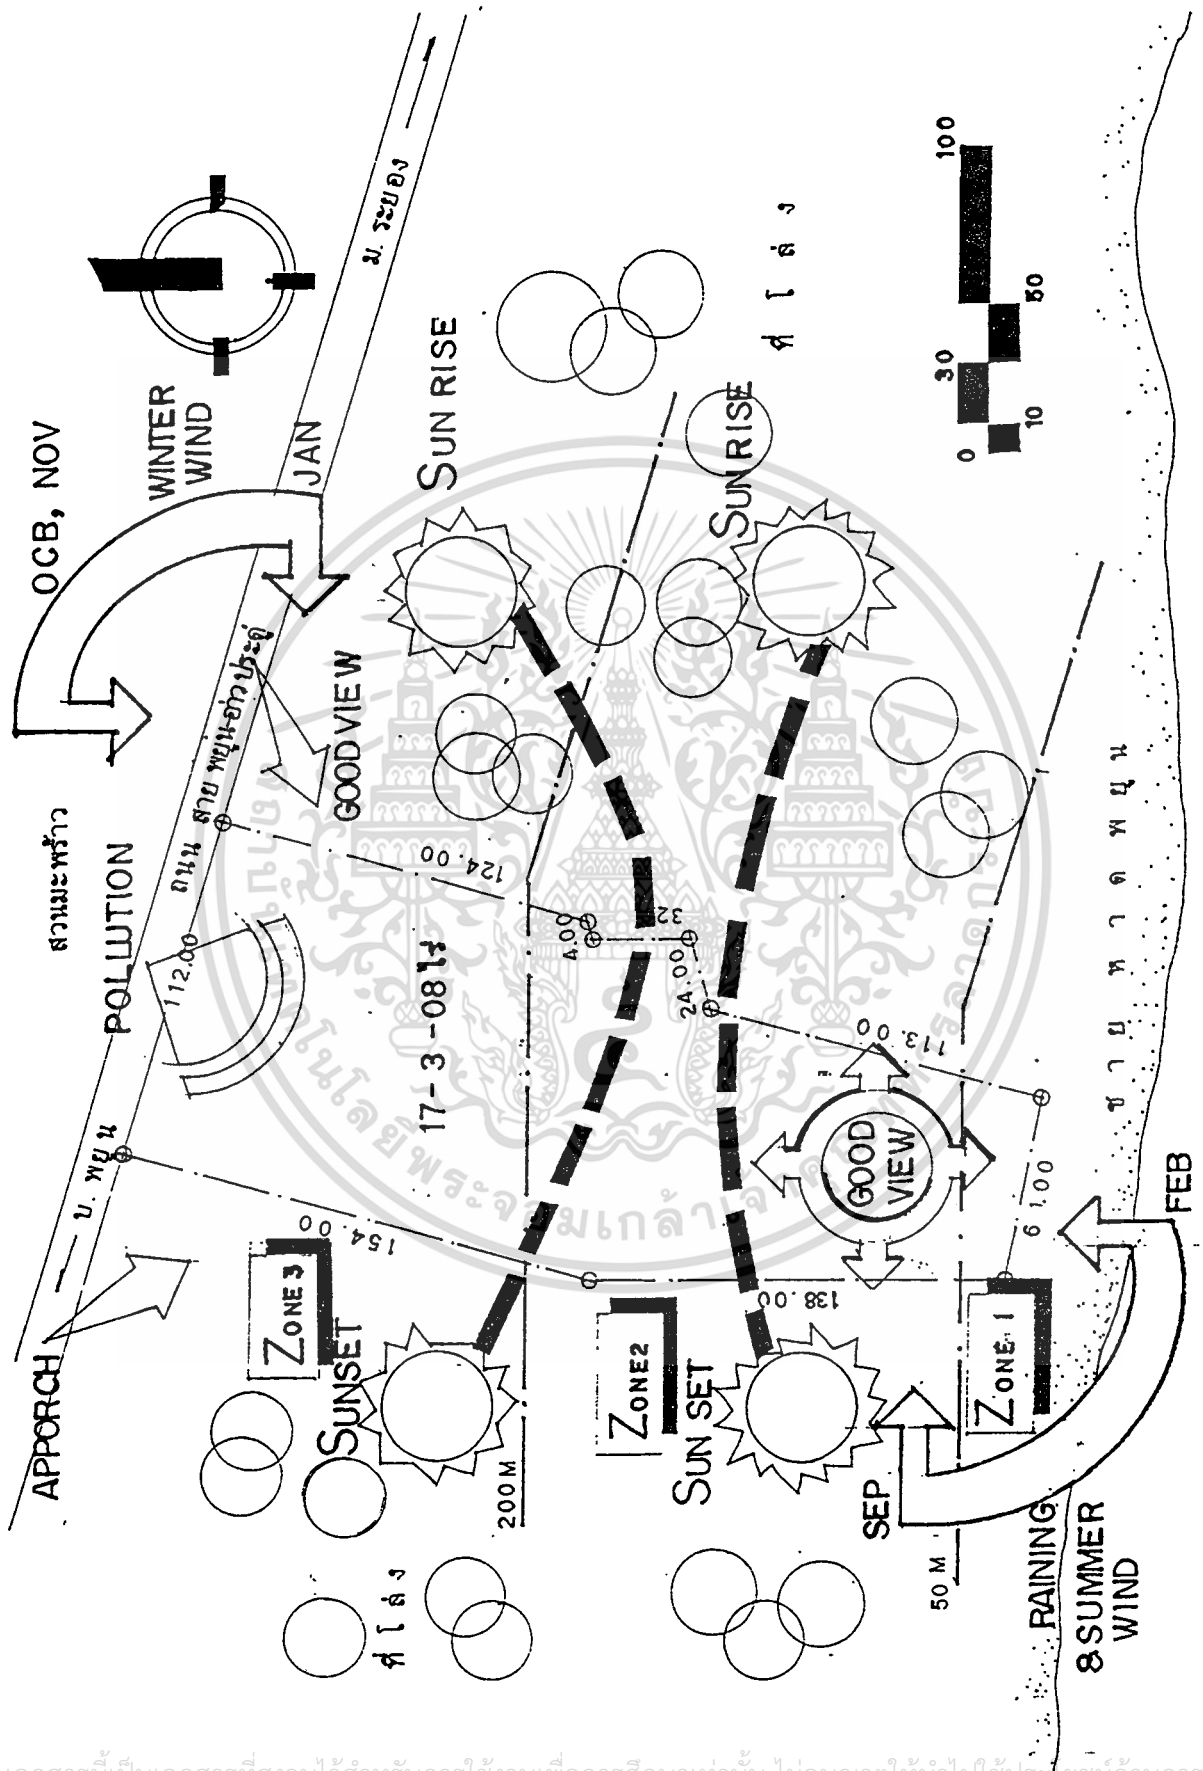 OCB, NOV
WINTER
WIND
JAN
สวนมะพร้าว
POLLUTION
APPORCH
บ. พยูน
ถนน สายพยูน-อ่าวประดู่
ม. ระยอง
112.00
GOOD VIEW
SUN RISE
ZONE 3
154.00
17-3-08 ไร่
124.00
4.00
SUNSET
ที่โล่ง
200 M
32
24.00
SUNRISE
ที่โล่ง
ZONE 2
SUN SET
138.00
GOOD
VIEW
113.00
SEP
50 M
ZONE 1
61.00
RAINING
& SUMMER
WIND
FEB
ชายหาดพยูน
0
10
30
50
100